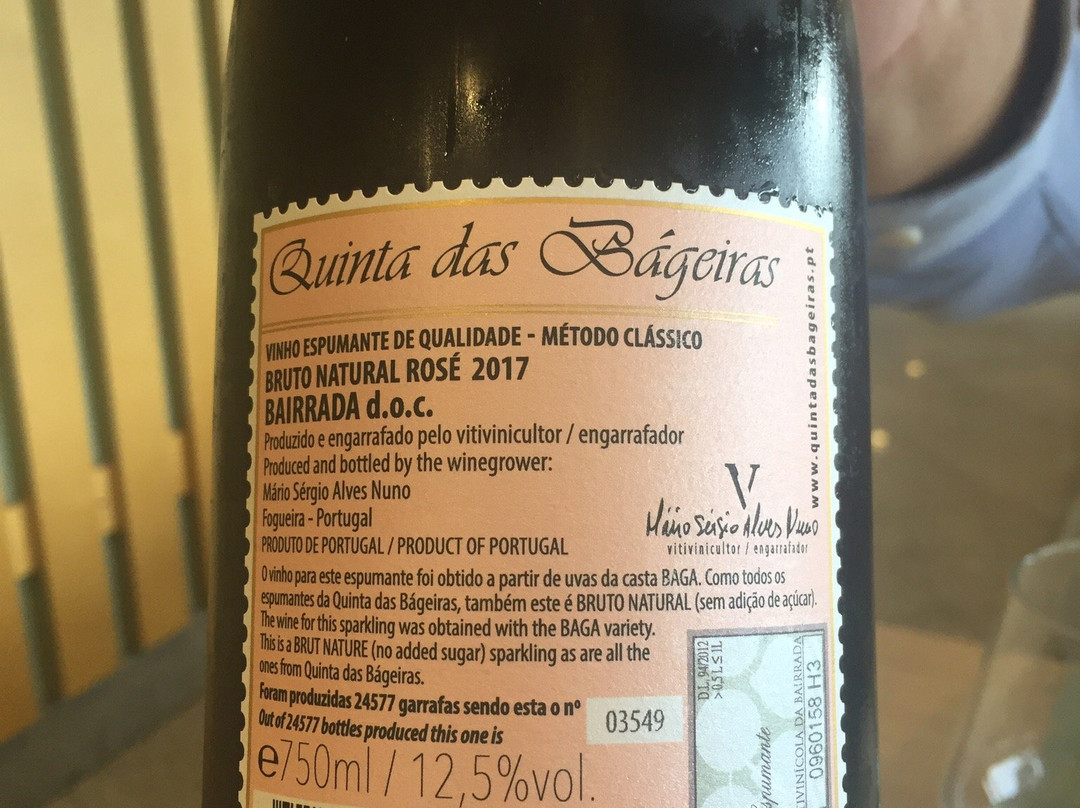 Quinta das Bágeiras
VINHO ESPUMANTE DE QUALIDADE - MÉTODO CLÁSSICO
BRUTO NATURAL ROSÉ 2017
BAIRRADA d.o.c.
Produzido e engarrafado pelo vitivinicultor / engarrafador
Produced and bottled by the winegrower:
Mário Sérgio Alves Nuno
Fogueira - Portugal
PRODUTO DE PORTUGAL / PRODUCT OF PORTUGAL
V
Mário Sérgio Alves Nuno
vitivinicultor / engarrafador
www.quintadasbageiras.pt
O vinho para este espumante foi obtido a partir de uvas da casta BAGA. Como todos os
espumantes da Quinta das Bágeiras, também este é BRUTO NATURAL (sem adição de açúcar).
The wine for this sparkling was obtained with the BAGA variety.
This is a BRUT NATURE (no added sugar) sparkling as are all the
ones from Quinta das Bágeiras.
Foram produzidas 24577 garrafas sendo esta o nº
Out of 24577 bottles produced this one is
03549
e750ml / 12,5%vol.
D.L. 94/2012
>0.5L ≤ 1L
DA BAIRRADA
0960158 H3